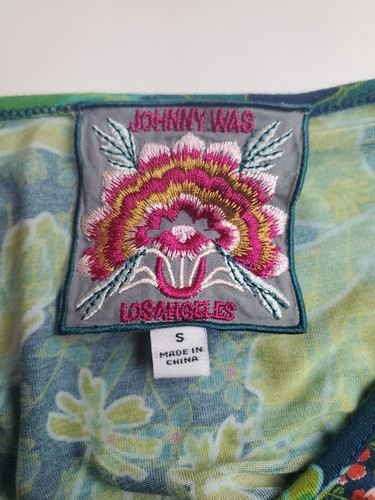 JOHNNY WAS
LOS ANGELES
S
MADE IN
CHINA